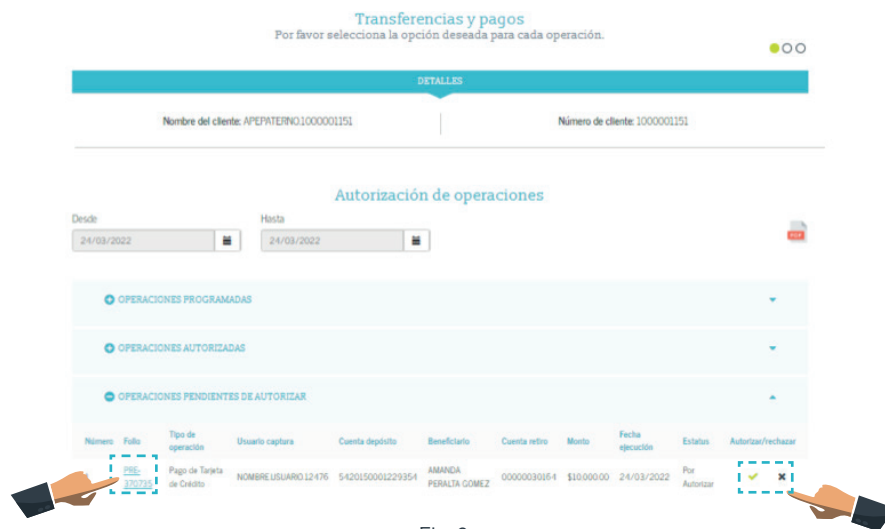 Transferencias y pagos
Por favor selecciona la opción deseada para cada operación.
DETALLES
Nombre del cliente: APEPATERNO.1000001151
Número de cliente: 1000001151
Autorización de operaciones
Desde
Hasta
24/03/2022
24/03/2022
PDF
OPERACIONES PROGRAMADAS
OPERACIONES AUTORIZADAS
OPERACIONES PENDIENTES DE AUTORIZAR
Número Folio Tipo de operación Usuario captura Cuenta depósito Beneficiario Cuenta retiro Monto Fecha ejecución Estatus Autorizar/rechazar
PRE-370735 Pago de Tarjeta de Crédito NOMBRE.USUARIO.12476 5420150001229354 AMANDA PERALTA GOMEZ 00000030164 $10,000.00 24/03/2022 Por Autorizar